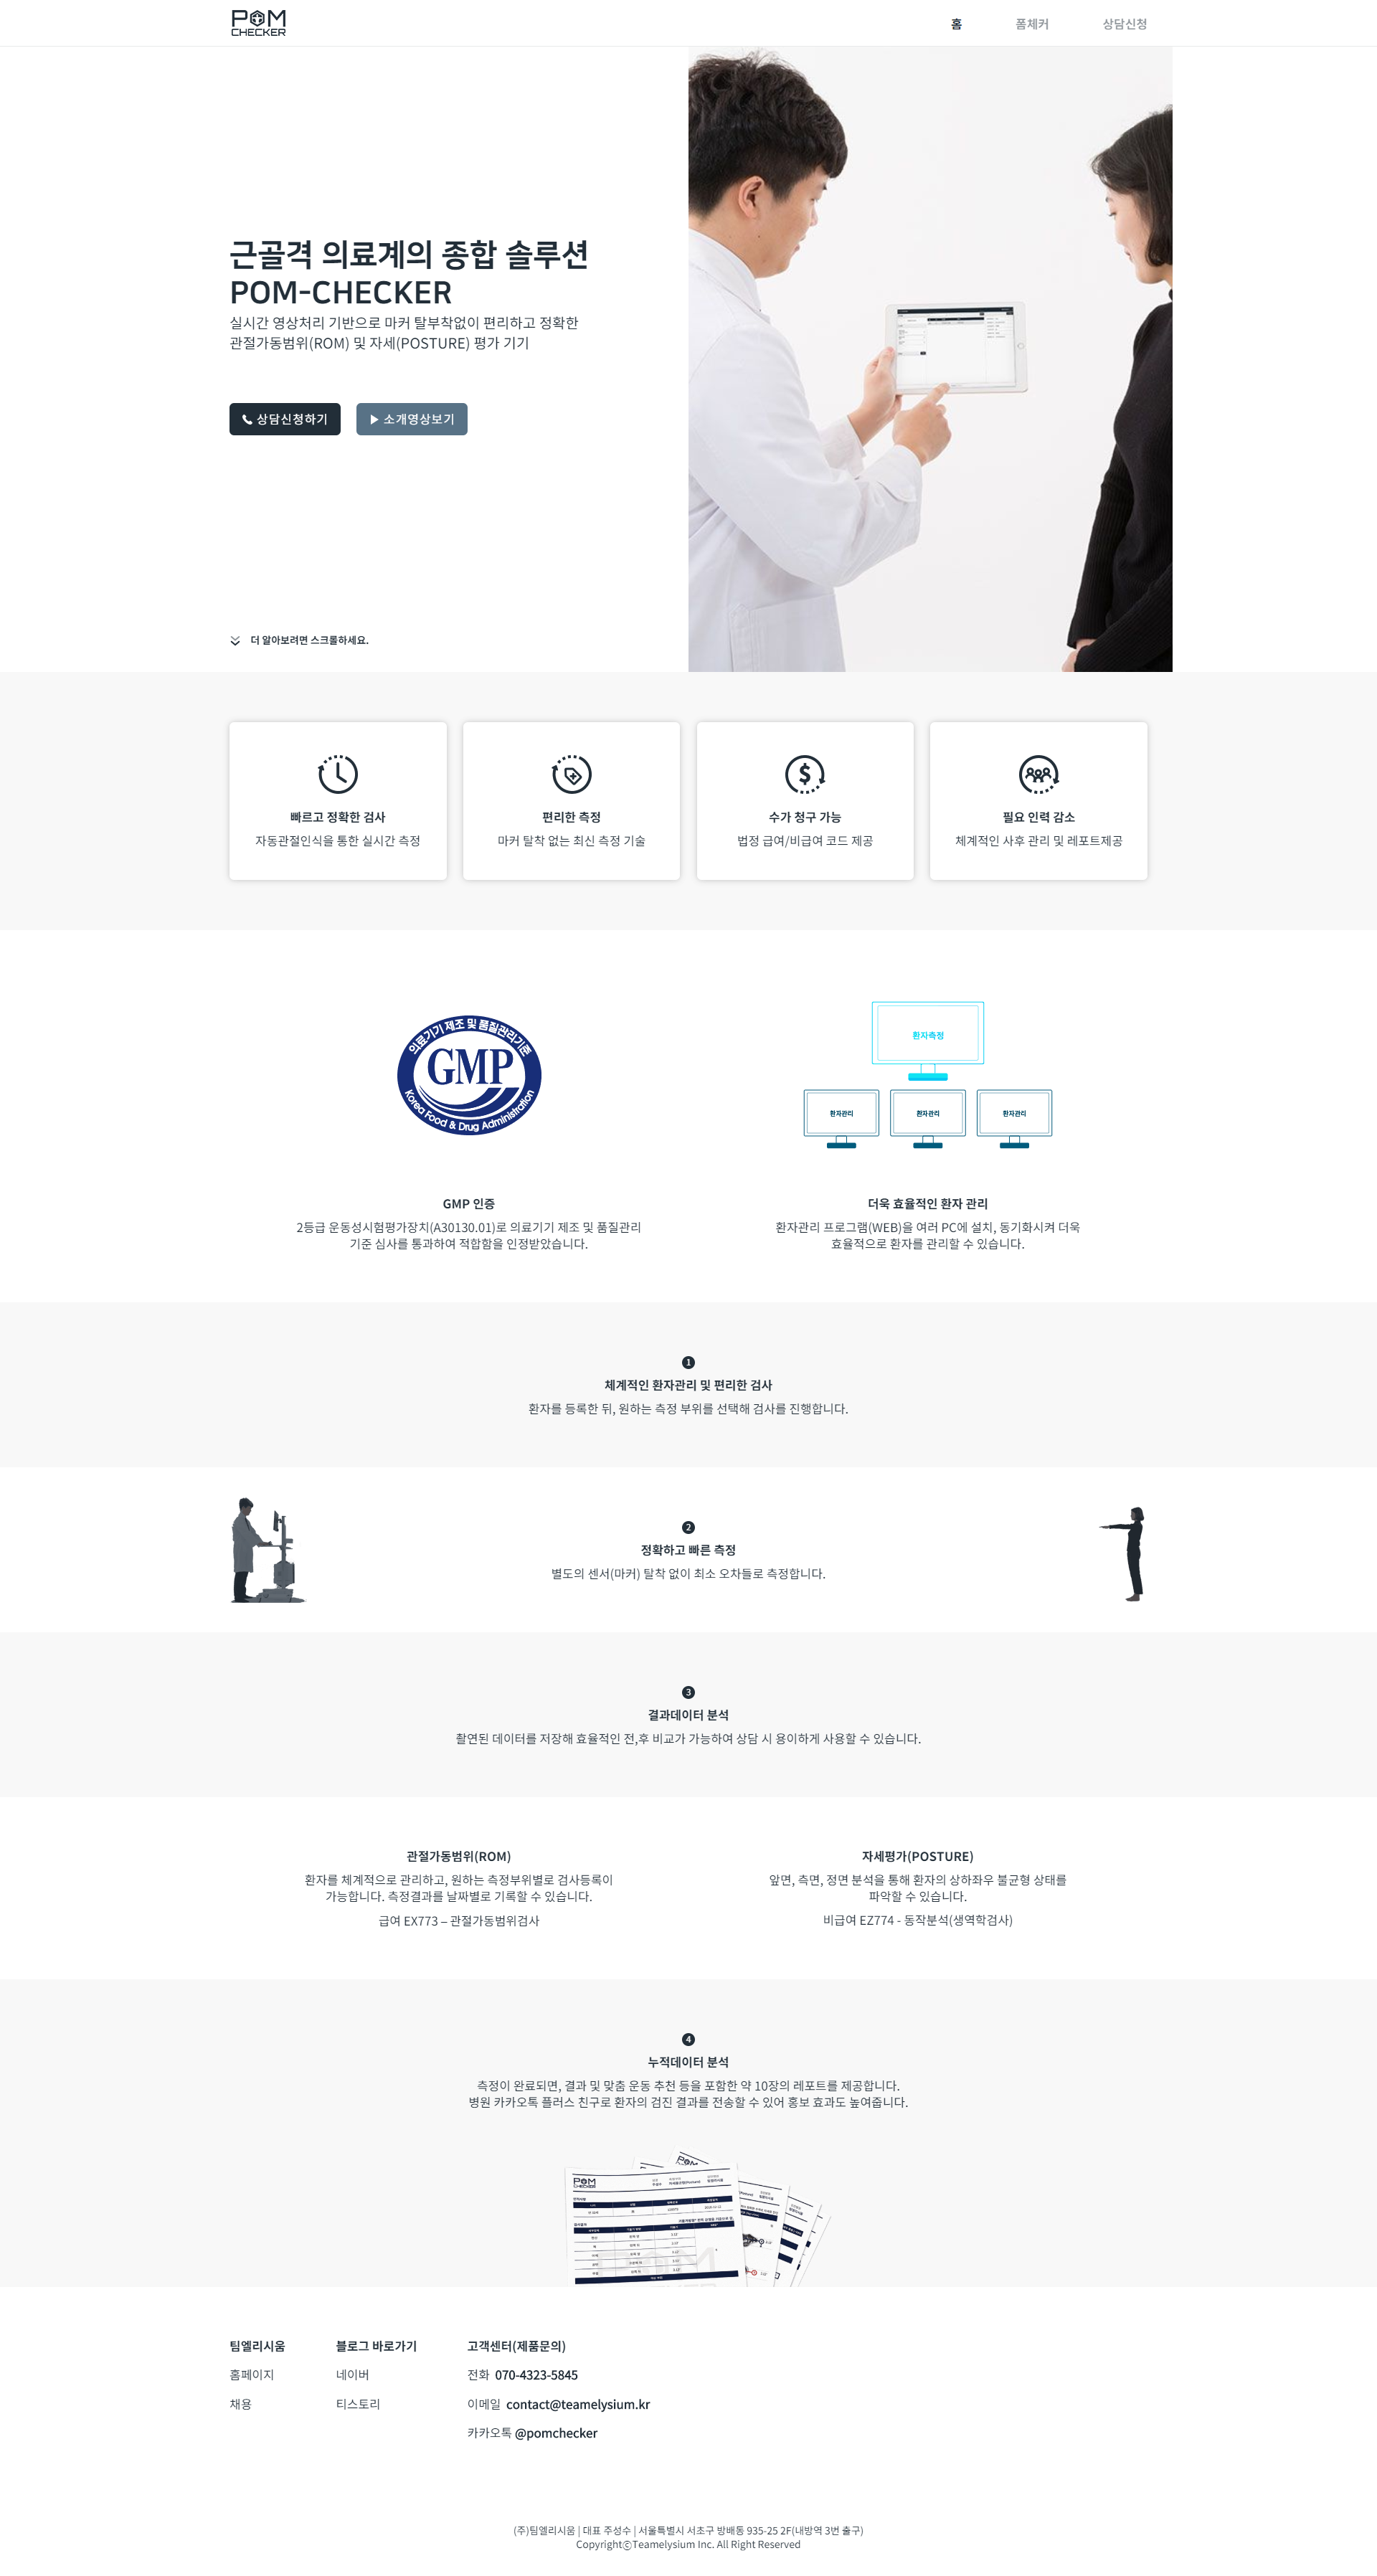 POM
CHECKER
홈
폼체커
상담신청
근골격 의료계의 종합 솔루션
POM-CHECKER
실시간 영상처리 기반으로 마커 탈부착없이 편리하고 정확한
관절가동범위(ROM) 및 자세(POSTURE) 평가 기기
상담신청하기
소개영상보기
더 알아보려면 스크롤하세요.
빠르고 정확한 검사
자동관절인식을 통한 실시간 측정
편리한 측정
마커 탈착 없는 최신 측정 기술
수가 청구 가능
법정 급여/비급여 코드 제공
필요 인력 감소
체계적인 사후 관리 및 레포트제공
의료기기 제조 및 품질관리기준
GMP
Korea Food & Drug Administration
환자측정
환자관리
환자관리
환자관리
GMP 인증
2등급 운동성시험평가장치(A30130.01)로 의료기기 제조 및 품질관리
기준 심사를 통과하여 적합함을 인정받았습니다.
더욱 효율적인 환자 관리
환자관리 프로그램(WEB)을 여러 PC에 설치, 동기화시켜 더욱
효율적으로 환자를 관리할 수 있습니다.
1
체계적인 환자관리 및 편리한 검사
환자를 등록한 뒤, 원하는 측정 부위를 선택해 검사를 진행합니다.
2
정확하고 빠른 측정
별도의 센서(마커) 탈착 없이 최소 오차들로 측정합니다.
3
결과데이터 분석
촬연된 데이터를 저장해 효율적인 전,후 비교가 가능하여 상담 시 용이하게 사용할 수 있습니다.
관절가동범위(ROM)
환자를 체계적으로 관리하고, 원하는 측정부위별로 검사등록이
가능합니다. 측정결과를 날짜별로 기록할 수 있습니다.
급여 EX773 – 관절가동범위검사
자세평가(POSTURE)
앞면, 측면, 정면 분석을 통해 환자의 상하좌우 불균형 상태를
파악할 수 있습니다.
비급여 EZ774 - 동작분석(생역학검사)
4
누적데이터 분석
측정이 완료되면, 결과 및 맞춤 운동 추천 등을 포함한 약 10장의 레포트를 제공합니다.
병원 카카오톡 플러스 친구로 환자의 검진 결과를 전송할 수 있어 홍보 효과도 높여줍니다.
POM
CHECKER
팀엘리시움
홈페이지
채용
블로그 바로가기
네이버
티스토리
고객센터(제품문의)
전화 070-4323-5845
이메일 contact@teamelysium.kr
카카오톡 @pomchecker
(주)팀엘리시움 | 대표 주성수 | 서울특별시 서초구 방배동 935-25 2F(내방역 3번 출구)
CopyrightⓒTeamelysium Inc. All Right Reserved